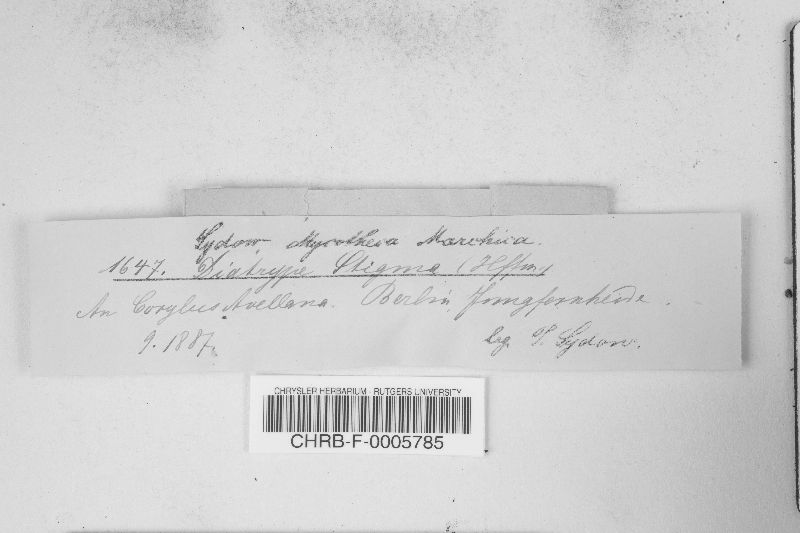 Sydow, Mycotheca Marchica.
1647. Diatrype Stigma (Hffm.)
An Corylus Avellana. Berlin Jungfernheide.
9. 1887. leg. P. Sydow.
CHRYSLER HERBARIUM - RUTGERS UNIVERSITY
CHRB-F-0005785